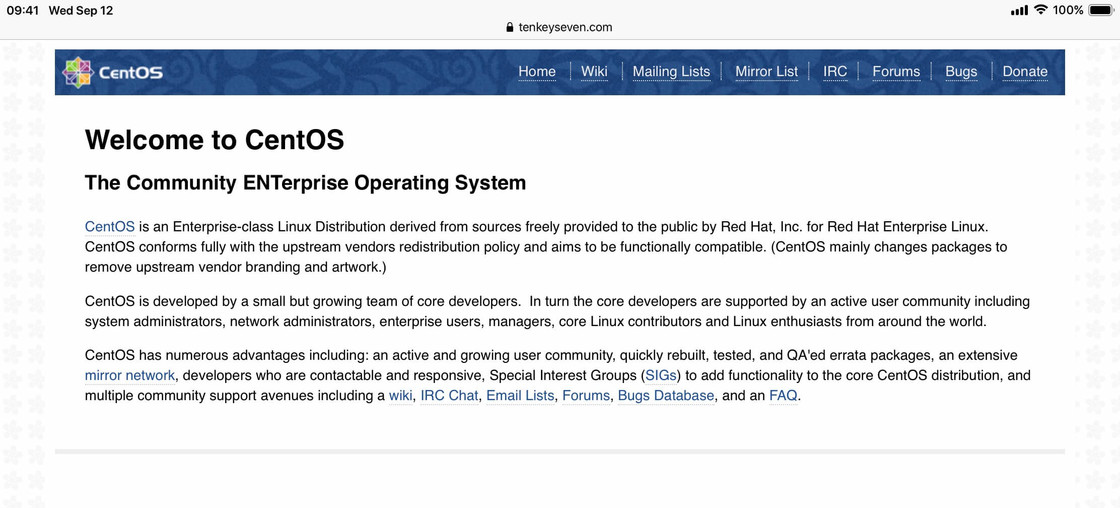 09:41 Wed Sep 12
100%
tenkeyseven.com
CentOS
Home Wiki Mailing Lists Mirror List IRC Forums Bugs Donate
Welcome to CentOS
The Community ENTerprise Operating System
CentOS is an Enterprise-class Linux Distribution derived from sources freely provided to the public by Red Hat, Inc. for Red Hat Enterprise Linux.
CentOS conforms fully with the upstream vendors redistribution policy and aims to be functionally compatible. (CentOS mainly changes packages to
remove upstream vendor branding and artwork.)
CentOS is developed by a small but growing team of core developers.  In turn the core developers are supported by an active user community including
system administrators, network administrators, enterprise users, managers, core Linux contributors and Linux enthusiasts from around the world.
CentOS has numerous advantages including: an active and growing user community, quickly rebuilt, tested, and QA'ed errata packages, an extensive
mirror network, developers who are contactable and responsive, Special Interest Groups (SIGs) to add functionality to the core CentOS distribution, and
multiple community support avenues including a wiki, IRC Chat, Email Lists, Forums, Bugs Database, and an FAQ.